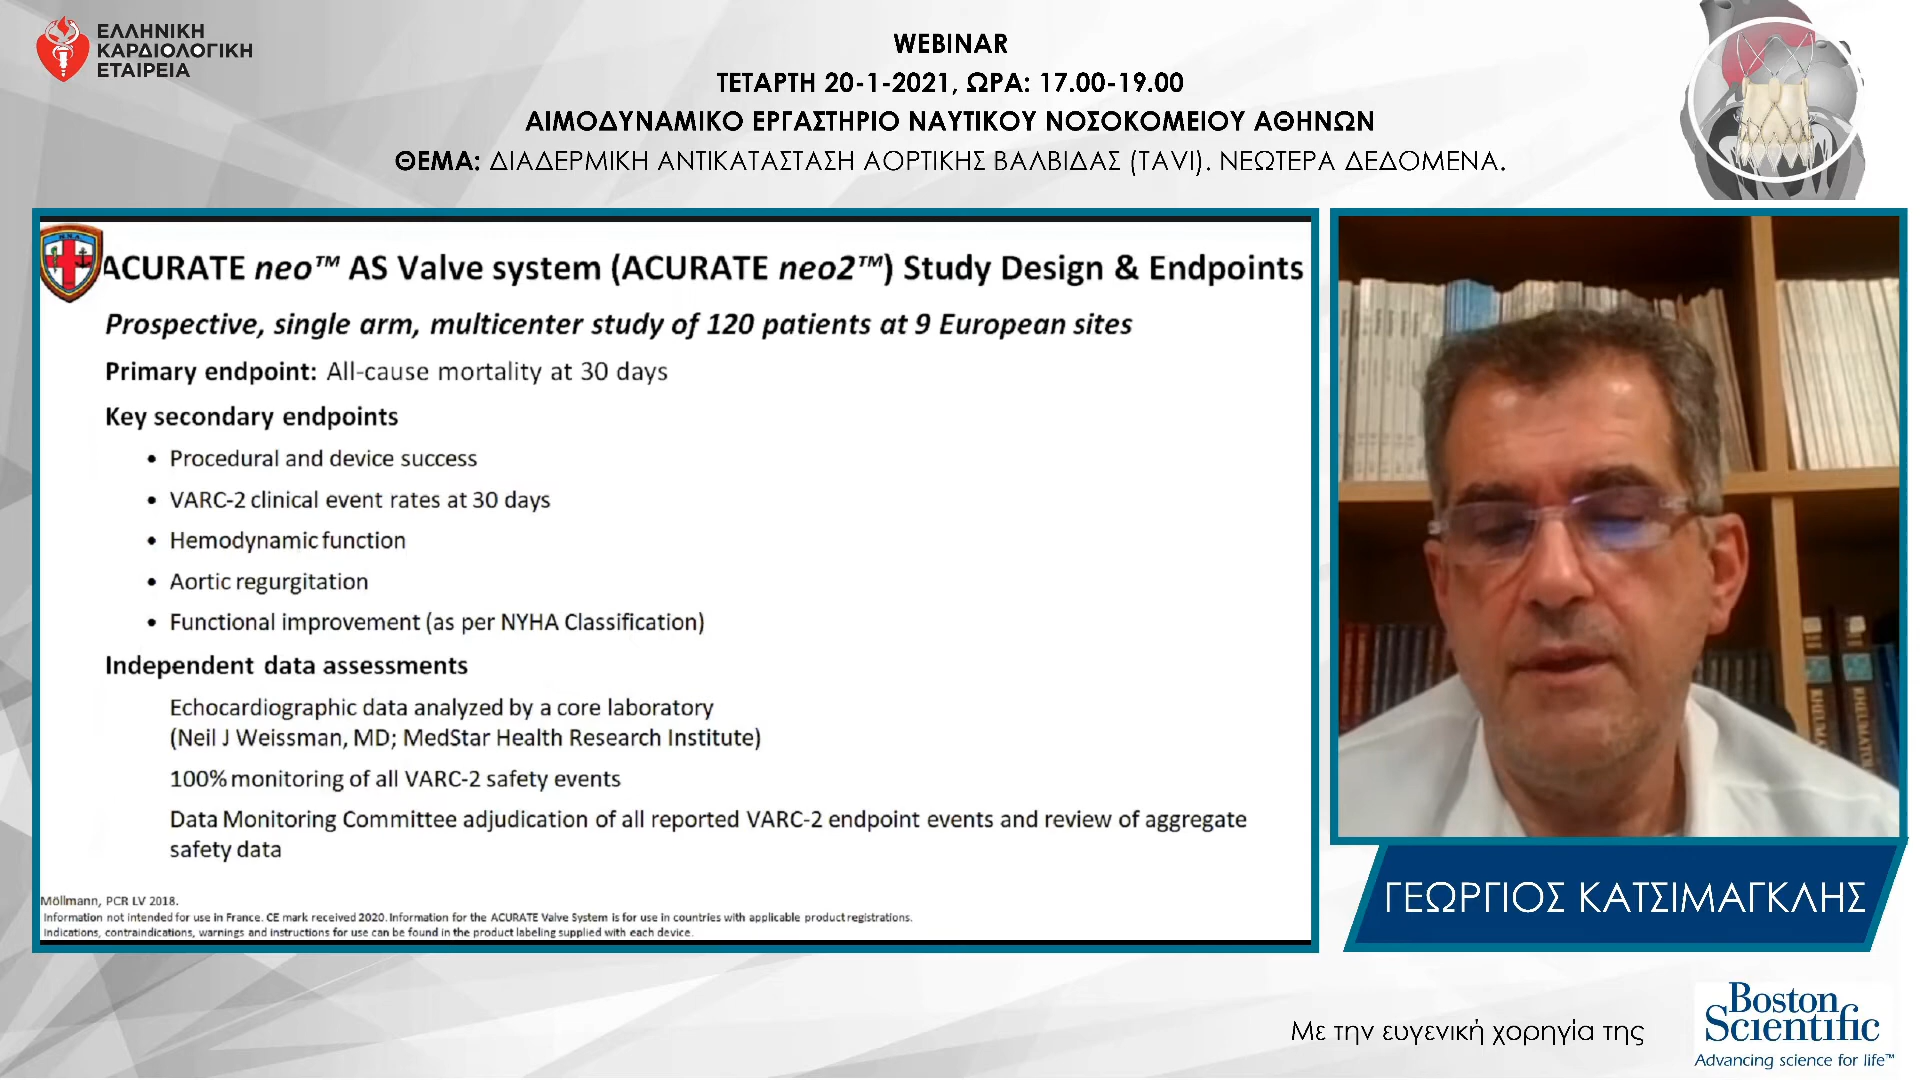 ΕΛΛΗΝΙΚΗ
ΚΑΡΔΙΟΛΟΓΙΚΗ
ΕΤΑΙΡΕΙΑ
WEBINAR
ΤΕΤΑΡΤΗ 20-1-2021, ΩΡΑ: 17.00-19.00
ΑΙΜΟΔΥΝΑΜΙΚΟ ΕΡΓΑΣΤΗΡΙΟ ΝΑΥΤΙΚΟΥ ΝΟΣΟΚΟΜΕΙΟΥ ΑΘΗΝΩΝ
ΘΕΜΑ: ΔΙΑΔΕΡΜΙΚΗ ΑΝΤΙΚΑΤΑΣΤΑΣΗ ΑΟΡΤΙΚΗΣ ΒΑΛΒΙΔΑΣ (TAVI). ΝΕΩΤΕΡΑ ΔΕΔΟΜΕΝΑ.
ACURATE neo™ AS Valve system (ACURATE neo2™) Study Design & Endpoints
Prospective, single arm, multicenter study of 120 patients at 9 European sites
Primary endpoint: All-cause mortality at 30 days
Key secondary endpoints
• Procedural and device success
• VARC-2 clinical event rates at 30 days
• Hemodynamic function
• Aortic regurgitation
• Functional improvement (as per NYHA Classification)
Independent data assessments
Echocardiographic data analyzed by a core laboratory
(Neil J Weissman, MD; MedStar Health Research Institute)
100% monitoring of all VARC-2 safety events
Data Monitoring Committee adjudication of all reported VARC-2 endpoint events and review of aggregate
safety data
Möllmann, PCR LV 2018.
Information not intended for use in France. CE mark received 2020. Information for the ACURATE Valve System is for use in countries with applicable product registrations.
Indications, contraindications, warnings and instructions for use can be found in the product labeling supplied with each device.
ΓΕΩΡΓΙΟΣ ΚΑΤΣΙΜΑΓΚΛΗΣ
Με την ευγενική χορηγία της
Boston
Scientific
Advancing science for life™